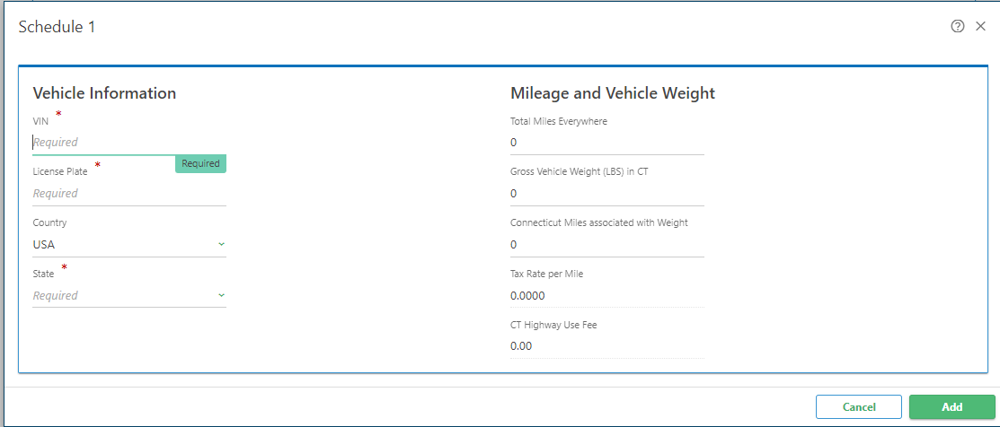 Schedule 1
Vehicle Information
VIN *
Required
Required
License Plate *
Required
Country
USA
State *
Required
Mileage and Vehicle Weight
Total Miles Everywhere
0
Gross Vehicle Weight (LBS) in CT
0
Connecticut Miles associated with Weight
0
Tax Rate per Mile
0.0000
CT Highway Use Fee
0.00
Cancel
Add